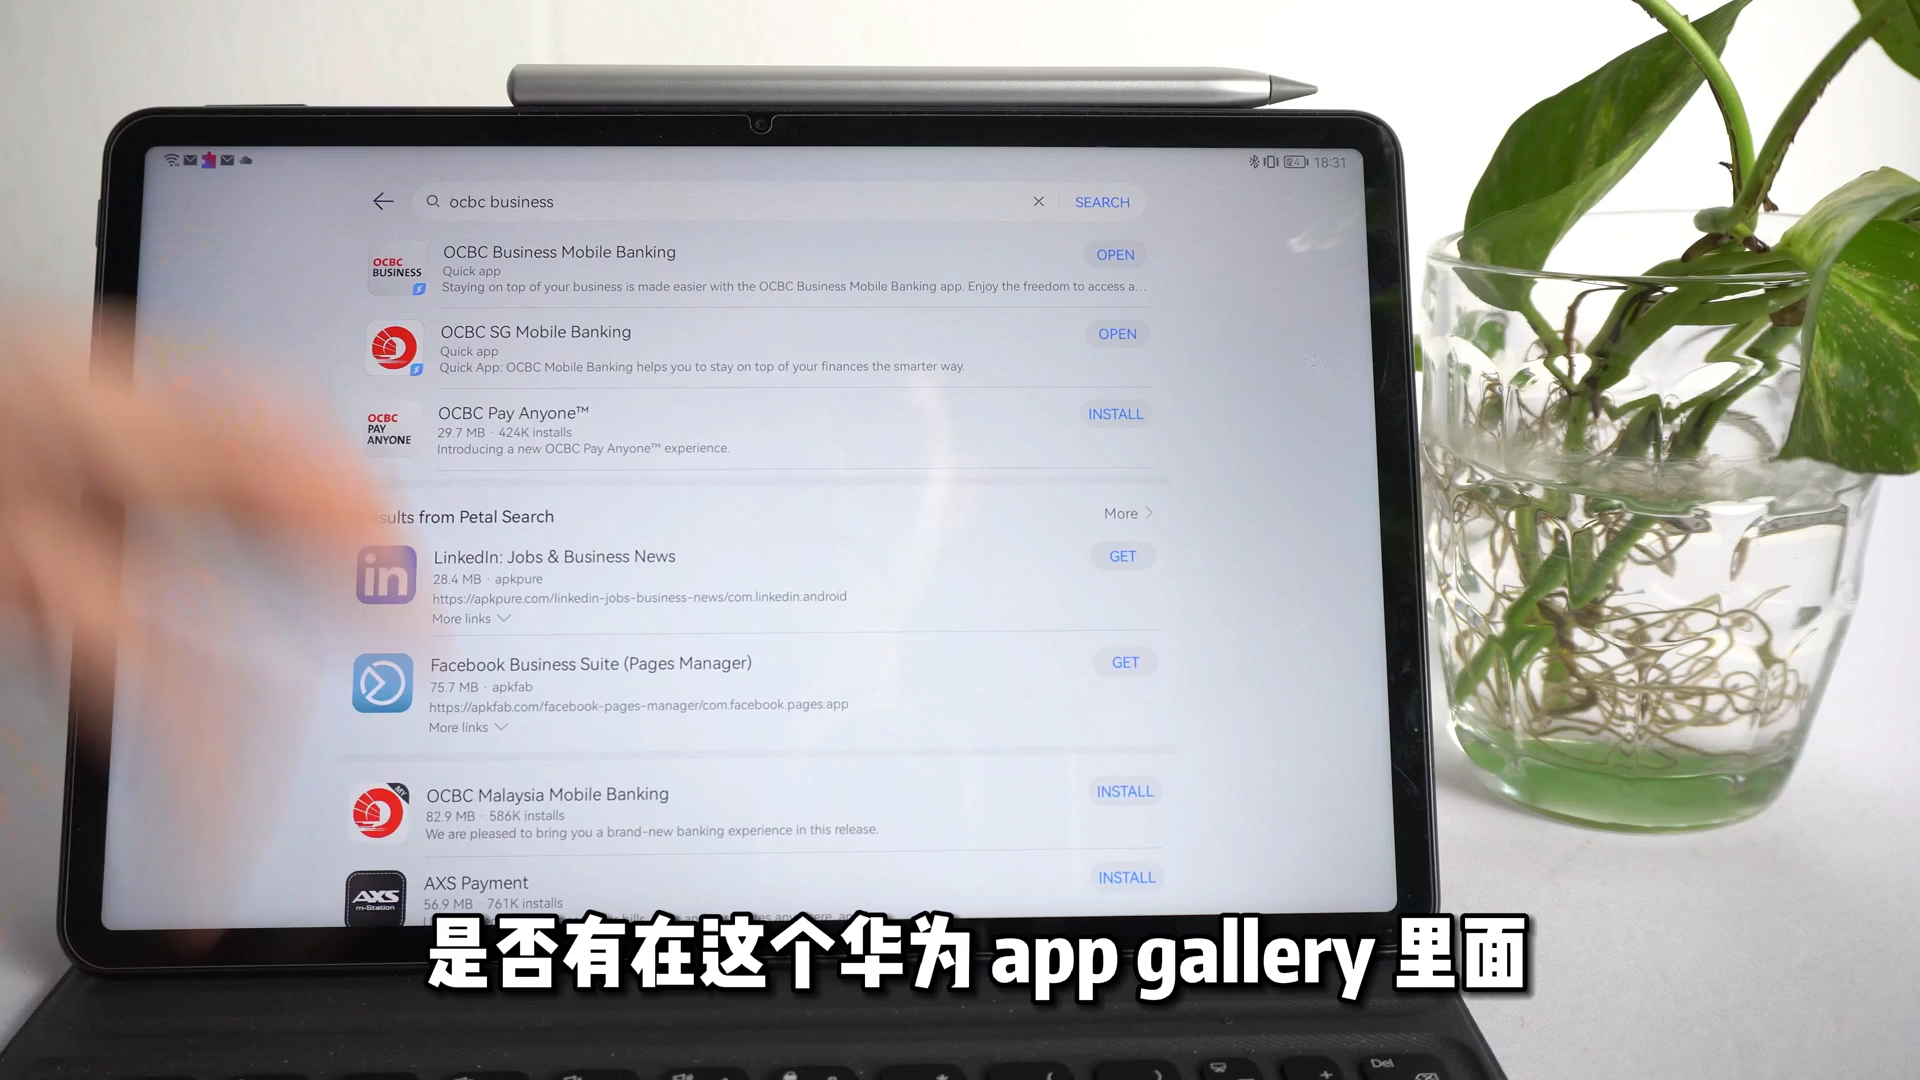 24 18:31
ocbc business
SEARCH
OCBC BUSINESS
OCBC Business Mobile Banking
OPEN
Quick app
Staying on top of your business is made easier with the OCBC Business Mobile Banking app. Enjoy the freedom to access a...
OCBC SG Mobile Banking
OPEN
Quick app
Quick App: OCBC Mobile Banking helps you to stay on top of your finances the smarter way.
OCBC
PAY
ANYONE
OCBC Pay Anyone™
INSTALL
29.7 MB · 424K installs
Introducing a new OCBC Pay Anyone™ experience.
sults from Petal Search
More
in
LinkedIn: Jobs & Business News
GET
28.4 MB · apkpure
https://apkpure.com/linkedin-jobs-business-news/com.linkedin.android
More links
Facebook Business Suite (Pages Manager)
GET
75.7 MB · apkfab
https://apkfab.com/facebook-pages-manager/com.facebook.pages.app
More links
MY
OCBC Malaysia Mobile Banking
INSTALL
82.9 MB · 586K installs
We are pleased to bring you a brand-new banking experience in this release.
AXS
m-Station
AXS Payment
INSTALL
56.9 MB · 761K installs
是否有在这个华为 app gallery 里面
Del